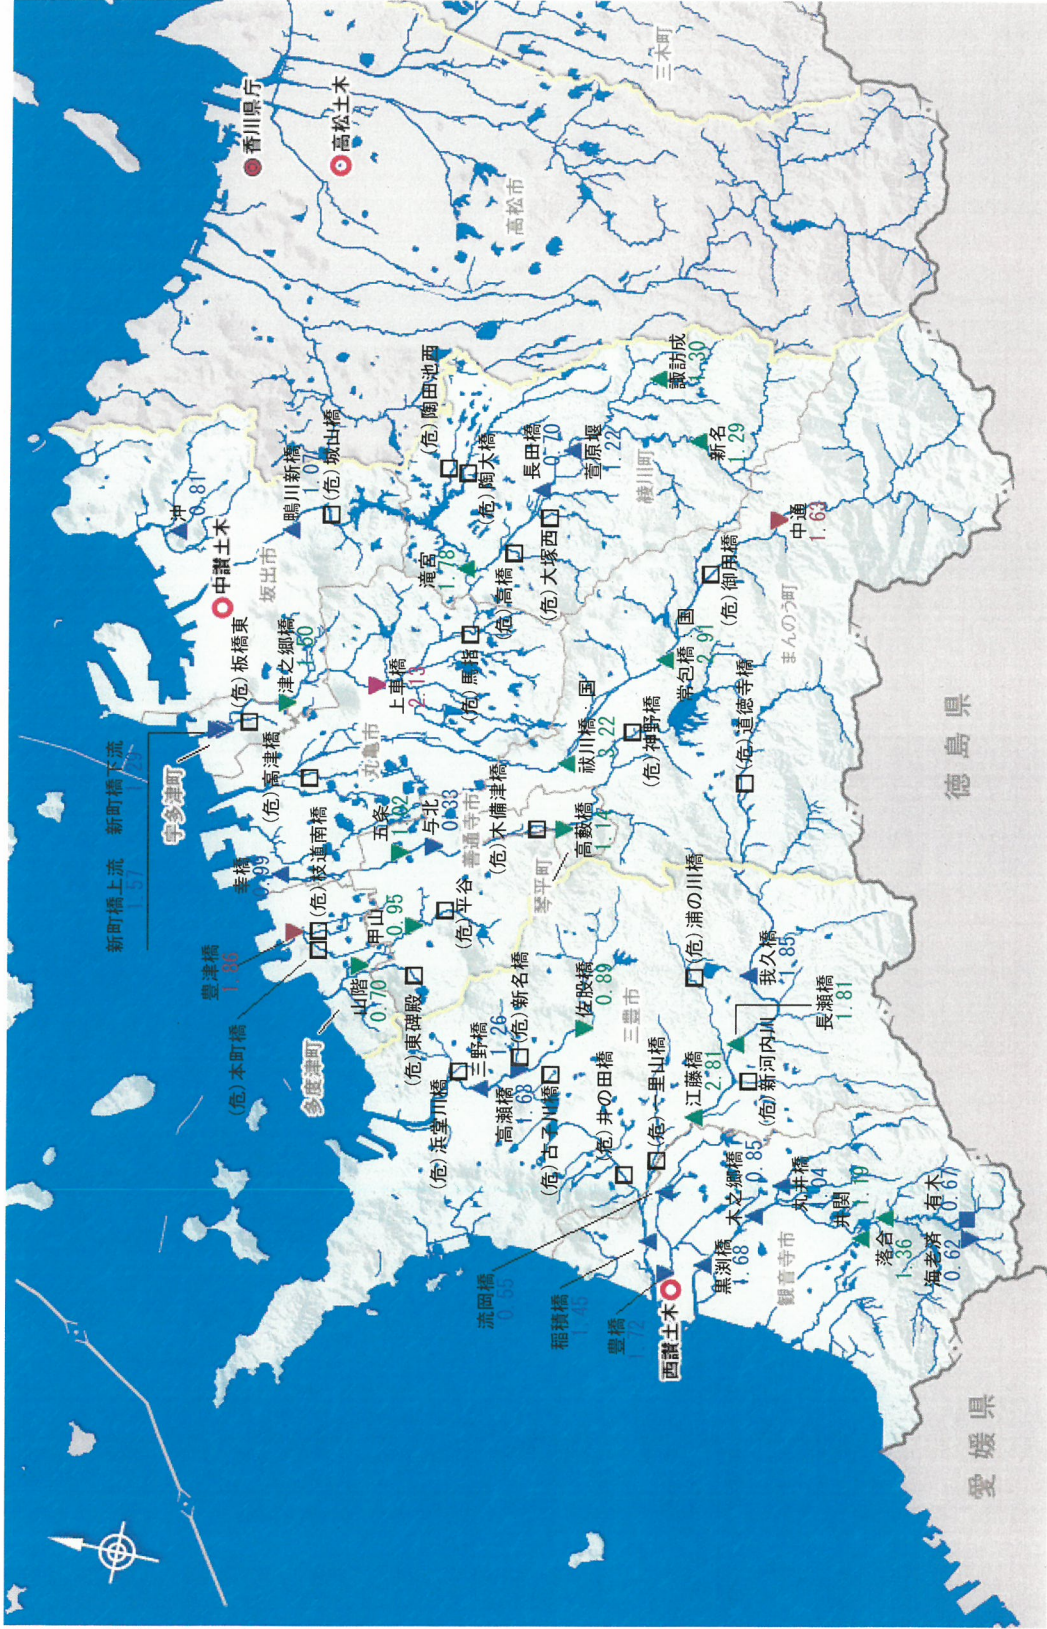 香川県庁
高松土木
三木町
高松市
沖
0.81
中讃土木
坂出市
鴨川新橋
1.07
(危)城山橋
(危)陶田池西
(危)陶大橋
長田橋
0.70
萱原堰
1.22
綾川町
諏訪成
1.30
新名
1.29
中通
1.63
滝宮
1.78
(危)高橋
(危)大塚西
(危)御用橋
まんのう町
(危)板橋東
津之郷橋
1.50
上車橋
2.13
(危)馬指
常包橋:国
2.91
(危)道徳寺橋
徳島県
新町橋上流
1.57
新町橋下流
宇多津町
(危)高津橋
丸亀市
祓川橋:国
3.22
(危)神野橋
幸橋
0.99
(危)枝道南橋
五条
1.02
与北
0.33
善通寺市
(危)木備津橋
琴平町
高藪橋
1.14
豊津橋
1.86
(危)本町橋
多度津町
山階
0.70
甲山
0.95
(危)平谷
(危)東碑殿
(危)新名橋
佐股橋
0.89
三豊市
(危)浦の川橋
我久橋
1.85
長瀬橋
1.81
(危)浜堂川橋
三野橋
1.26
高瀬橋
1.68
(危)古子川橋
(危)井の田橋
(危)一里山橋
江藤橋
2.81
(危)新河内川
流岡橋
0.55
稲積橋
1.45
豊橋
1.72
西讃土木
黒渕橋
1.68
木之郷橋
0.85
丸井橋
観音寺市
井関
1.19
落合
1.36
海老済
0.62
有木
0.67
愛媛県